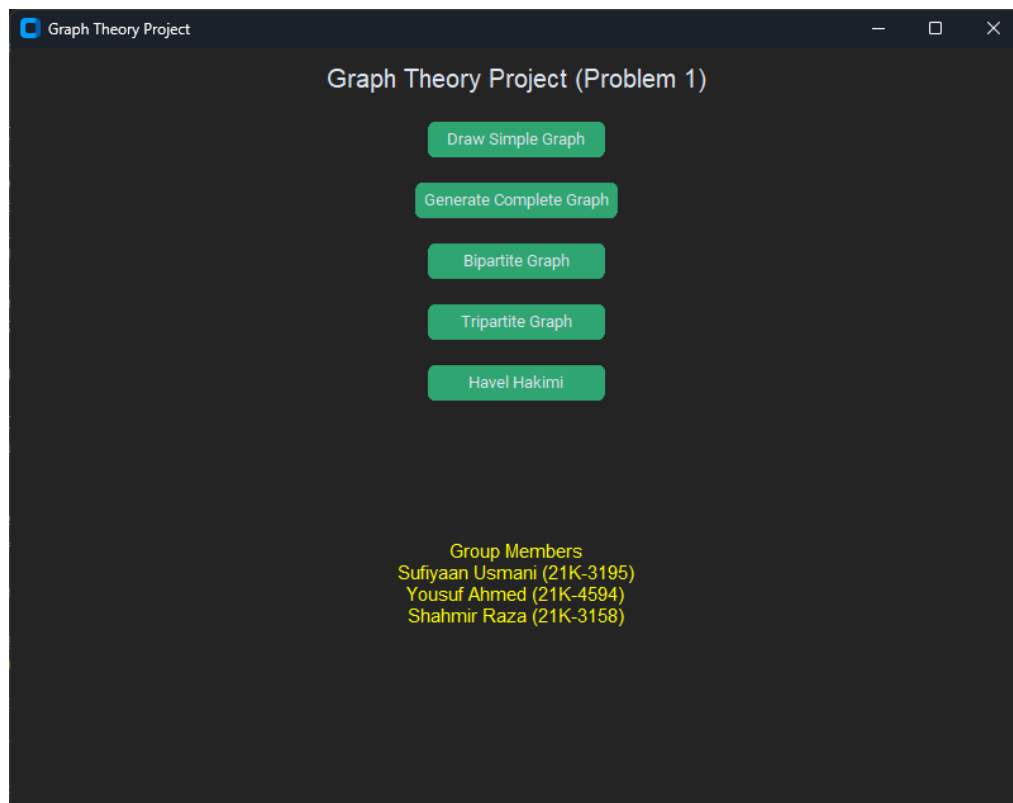 Graph Theory Project
Graph Theory Project (Problem 1)
Draw Simple Graph
Generate Complete Graph
Bipartite Graph
Tripartite Graph
Havel Hakimi
Group Members
Sufiyaan Usmani (21K-3195)
Yousuf Ahmed (21K-4594)
Shahmir Raza (21K-3158)